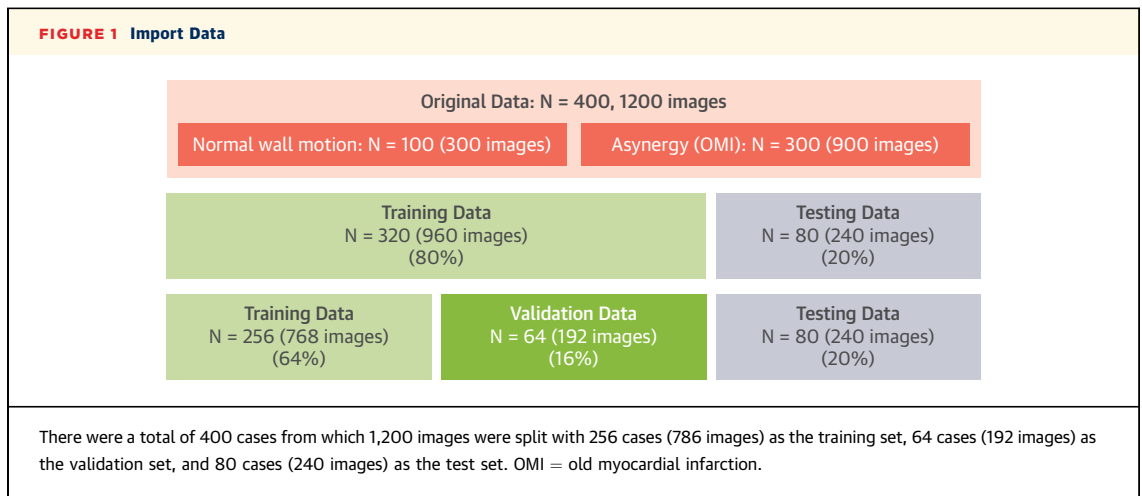 FIGURE 1 Import Data
Original Data: N = 400, 1200 images
Normal wall motion: N = 100 (300 images)
Asynergy (OMI): N = 300 (900 images)
Training Data
N = 320 (960 images)
(80%)
Testing Data
N = 80 (240 images)
(20%)
Training Data
N = 256 (768 images)
(64%)
Validation Data
N = 64 (192 images)
(16%)
Testing Data
N = 80 (240 images)
(20%)
There were a total of 400 cases from which 1,200 images were split with 256 cases (786 images) as the training set, 64 cases (192 images) as
the validation set, and 80 cases (240 images) as the test set. OMI = old myocardial infarction.